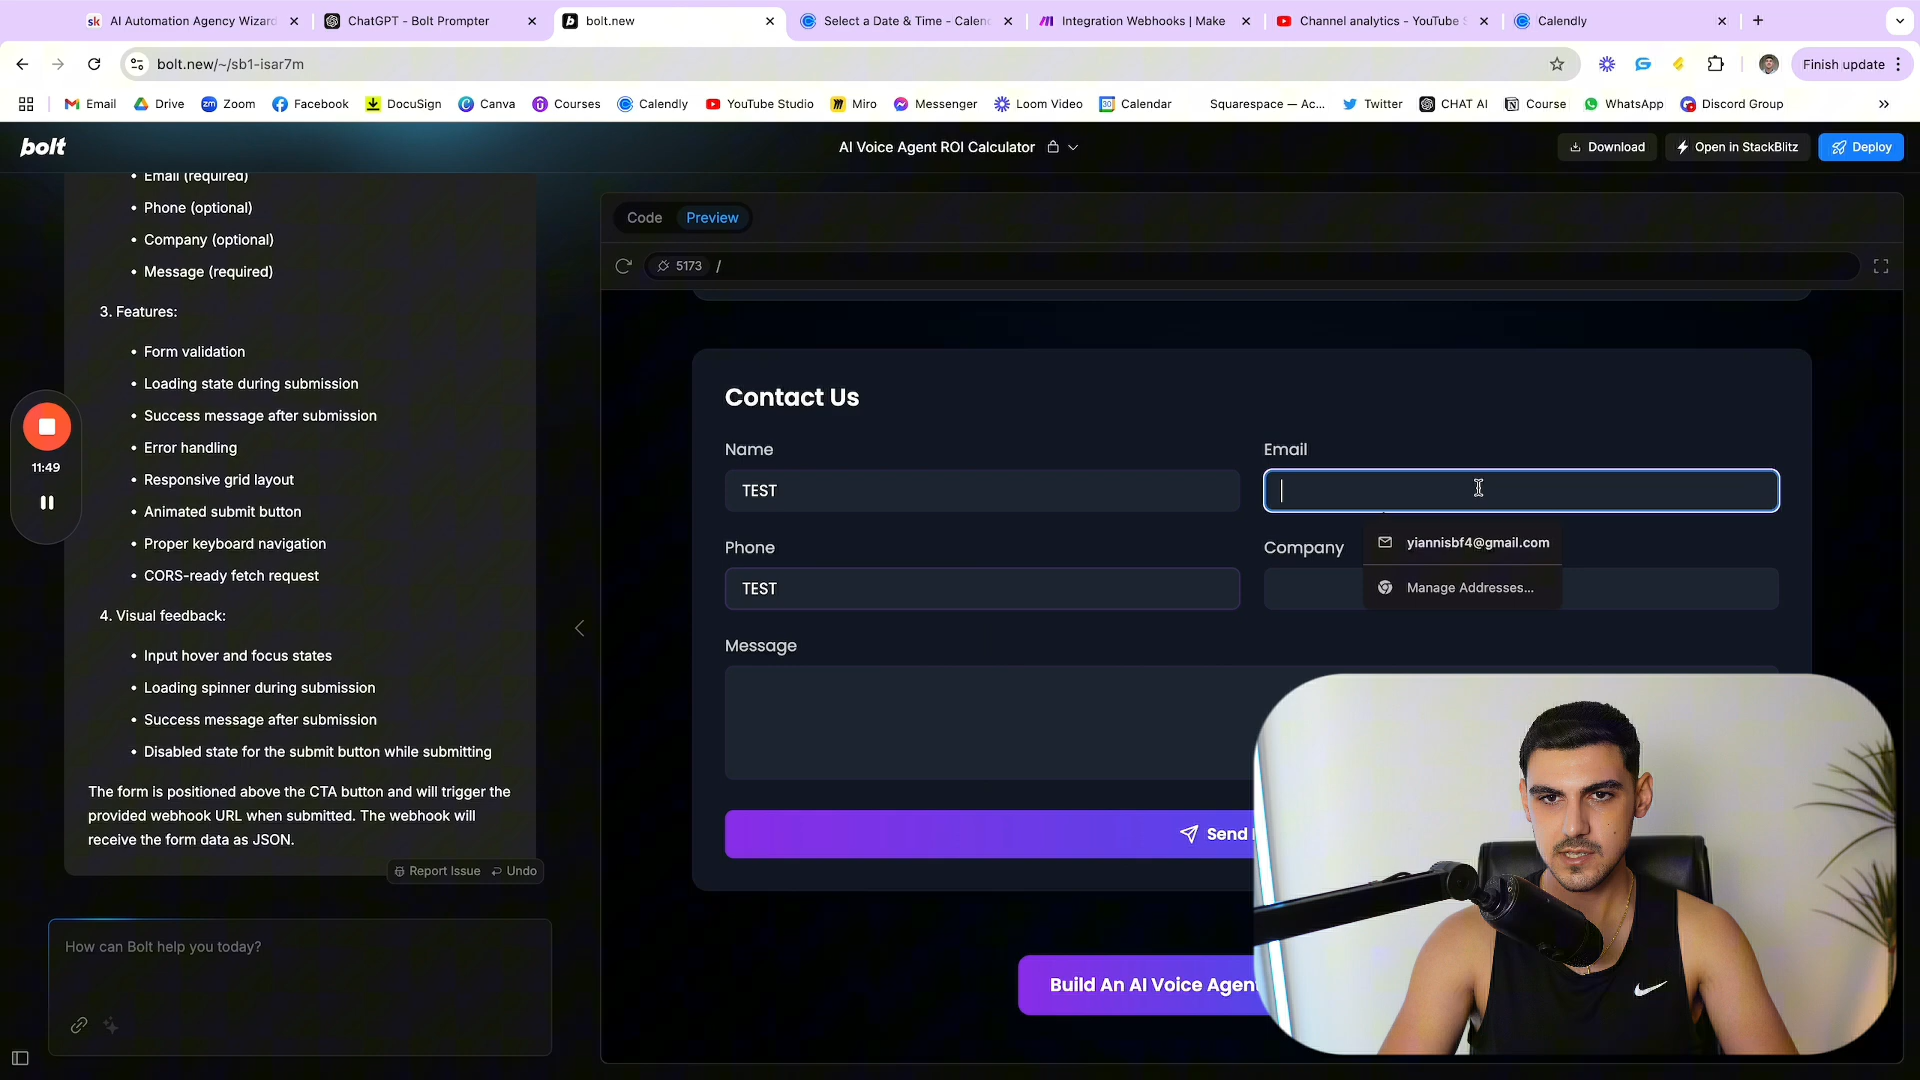 AI Automation Agency Wizard
ChatGPT - Bolt Prompter
bolt.new
Select a Date & Time - Calen
Integration Webhooks | Make
Channel analytics - YouTube S
Calendly
bolt.new/~/sb1-isar7m
Finish update
Email
Drive
Zoom
Facebook
DocuSign
Canva
Courses
Calendly
YouTube Studio
Miro
Messenger
Loom Video
Calendar
Squarespace — Ac...
Twitter
CHAT AI
Course
WhatsApp
Discord Group
bolt
AI Voice Agent ROI Calculator
Download
Open in StackBlitz
Deploy
• Email (required)
• Phone (optional)
• Company (optional)
• Message (required)
3. Features:
• Form validation
• Loading state during submission
• Success message after submission
• Error handling
• Responsive grid layout
• Animated submit button
• Proper keyboard navigation
• CORS-ready fetch request
4. Visual feedback:
• Input hover and focus states
• Loading spinner during submission
• Success message after submission
• Disabled state for the submit button while submitting
The form is positioned above the CTA button and will trigger the
provided webhook URL when submitted. The webhook will
receive the form data as JSON.
Report Issue
Undo
How can Bolt help you today?
11:49
Code
Preview
5173
/
Contact Us
Name
Email
TEST
yiannisbf4@gmail.com
Manage Addresses...
Phone
Company
TEST
Message
Send
Build An AI Voice Agen